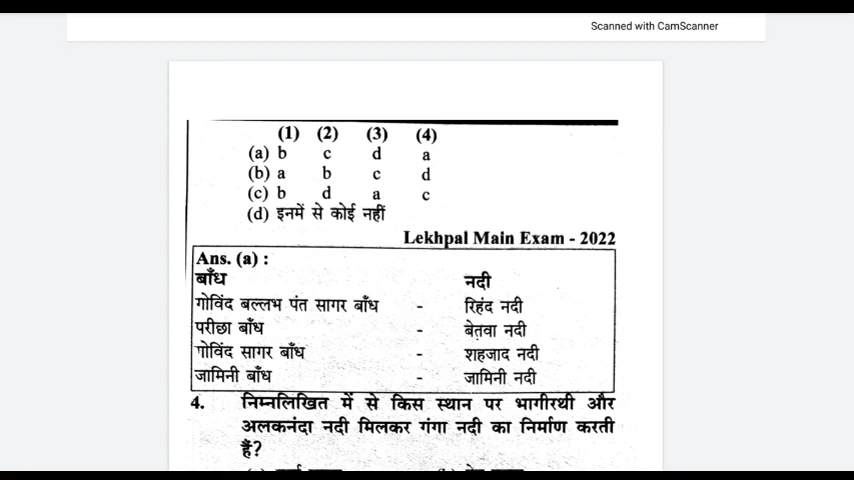 Scanned with CamScanner
(1) (2) (3) (4)
(a) b c d a
(b) a b c d
(c) b d a c
(d) इनमें से कोई नहीं
Lekhpal Main Exam - 2022
Ans. (a) :
बाँध नदी
गोविंद बल्लभ पंत सागर बाँध - रिहंद नदी
परीछा बाँध - बेतवा नदी
गोविंद सागर बाँध - शहजाद नदी
जामिनी बाँध - जामिनी नदी
4. निम्नलिखित में से किस स्थान पर भागीरथी और
अलकनंदा नदी मिलकर गंगा नदी का निर्माण करती
हैं?